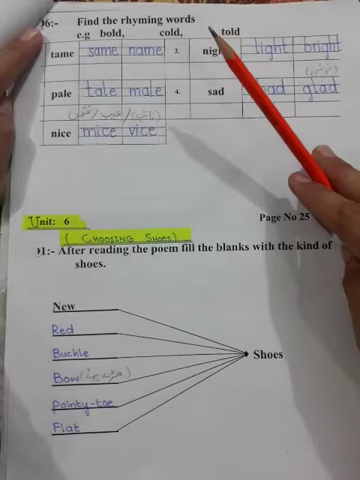 Q6:- Find the rhyming words
e.g bold, cold, told
tame same name 2. light bright
pale tale male 4. sad glad
nice mice vice
Unit: 6
Page No 25
( CHOOSING SHOES )
Q1:- After reading the poem fill the blanks with the kind of
shoes.
New
Red
Buckle
Shoes
Bow
Pointy-toe
Flat